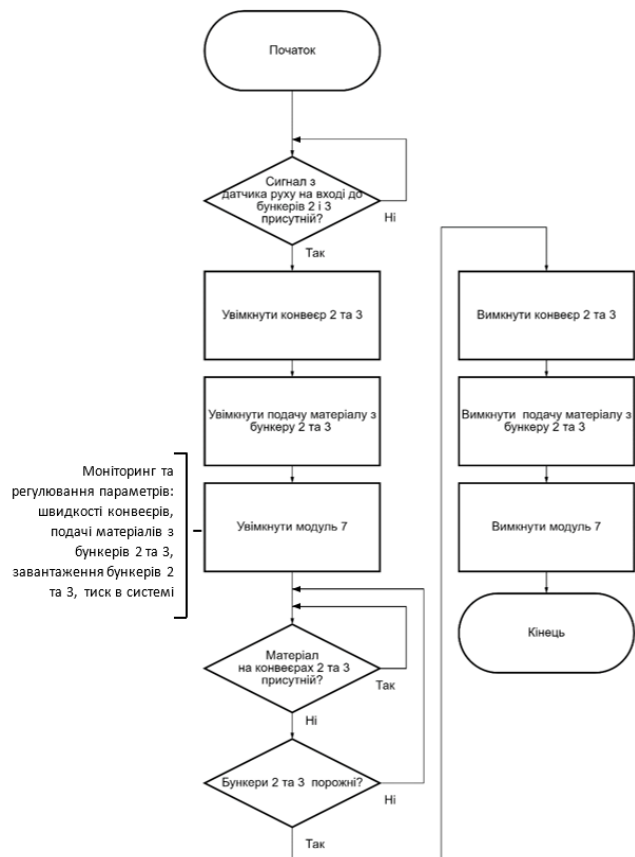 Початок
Сигнал з
датчика руху на вході до
бункерів 2 і 3
присутній?
Ні
Так
Увімкнути конвеєр 2 та 3
Увімкнути подачу матеріалу з
бункеру 2 та 3
Моніторинг та
регулювання параметрів:
швидкості конвеєрів,
подачі матеріалів з
бункерів 2 та 3,
завантаження бункерів 2
та 3, тиск в системі
Увімкнути модуль 7
Матеріал
на конвеєрах 2 та 3
присутній?
Так
Ні
Бункери 2 та 3 порожні?
Ні
Так
Вимкнути конвеєр 2 та 3
Вимкнути подачу матеріалу з
бункеру 2 та 3
Вимкнути модуль 7
Кінець